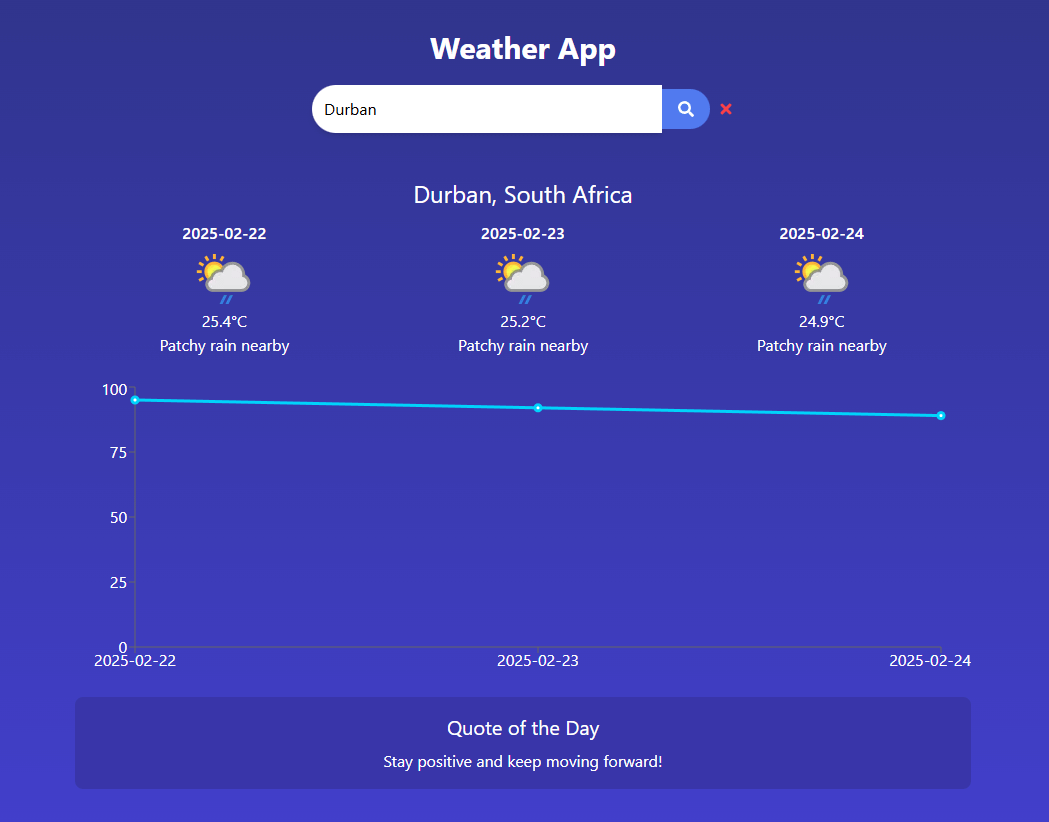 Weather App
Durban
Durban, South Africa
2025-02-22 2025-02-23 2025-02-24
25.4°C 25.2°C 24.9°C
Patchy rain nearby Patchy rain nearby Patchy rain nearby
100
75
50
25
0
2025-02-22 2025-02-23 2025-02-24
Quote of the Day
Stay positive and keep moving forward!